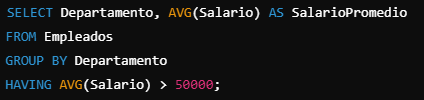 SELECT Departamento, AVG(Salario) AS SalarioPromedio
FROM Empleados
GROUP BY Departamento
HAVING AVG(Salario) > 50000;